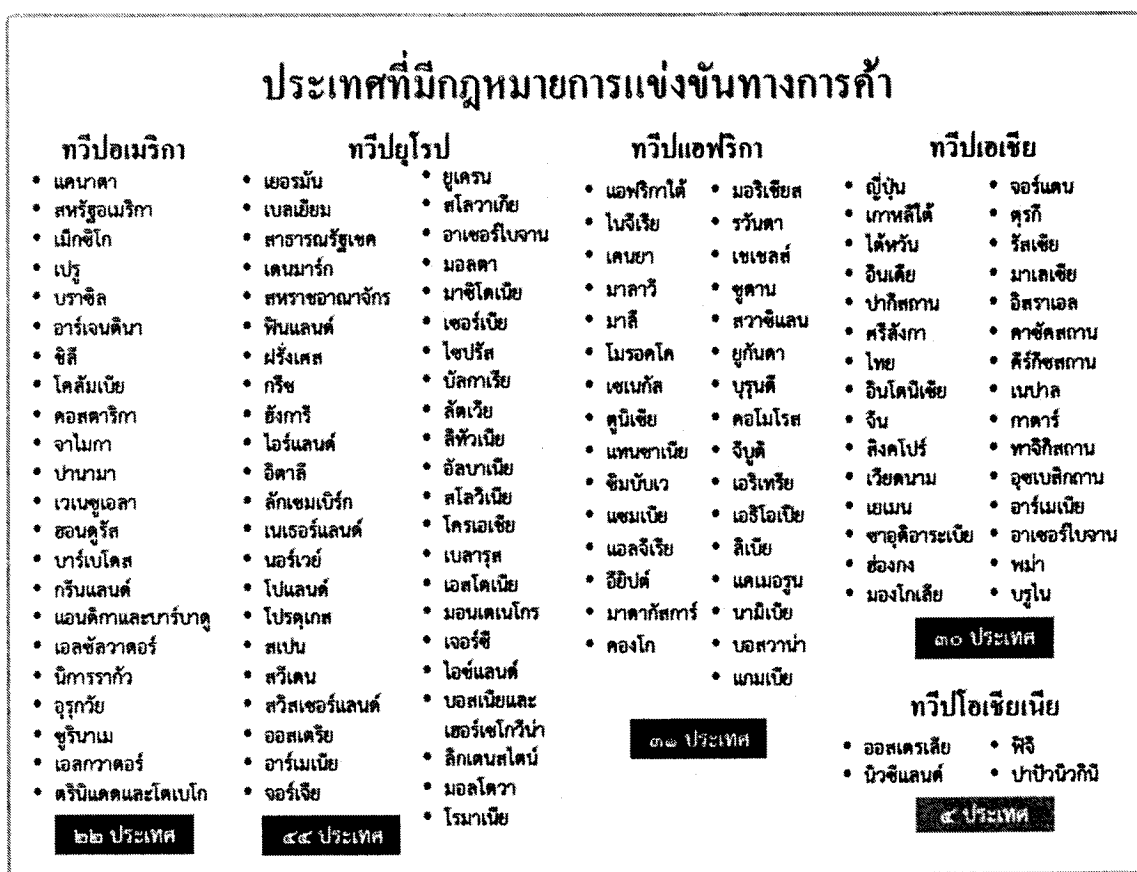 ประเทศที่มีกฎหมายการแข่งขันทางการค้า
ทวีปอเมริกา
• แคนาดา
• สหรัฐอเมริกา
• เม็กซิโก
• เปรู
• บราซิล
• อาร์เจนตินา
• ชิลี
• โคลัมเบีย
• คอสตาริกา
• จาไมกา
• ปานามา
• เวเนซูเอลา
• ฮอนดูรัส
• บาร์เบโดส
• กรีนแลนด์
• แอนติกาและบาร์บาดู
• เอลซัลวาดอร์
• นิการรากัว
• อุรุกวัย
• ซูรินาเม
• เอลกวาดอร์
• ตรินิแดดและโตเบโก
๒๒ ประเทศ
ทวีปยุโรป
• เยอรมัน
• เบลเยียม
• สาธารณรัฐเชค
• เดนมาร์ก
• สหราชอาณาจักร
• ฟินแลนด์
• ฝรั่งเศส
• กรีซ
• ฮังการี
• ไอร์แลนด์
• อิตาลี
• ลักเซมเบิร์ก
• เนเธอร์แลนด์
• นอร์เวย์
• โปแลนด์
• โปรตุเกส
• สเปน
• สวีเดน
• สวิสเซอร์แลนด์
• ออสเตรีย
• อาร์เมเนีย
• จอร์เจีย
• ยูเครน
• สโลวาเกีย
• อาเซอร์ไบจาน
• มอลตา
• มาซิโดเนีย
• เซอร์เบีย
• ไซปรัส
• บัลกาเรีย
• ลัตเวีย
• ลิทัวเนีย
• อัลบาเนีย
• สโลวิเนีย
• โครเอเชีย
• เบลารุส
• เอสโตเนีย
• มอนเตเนโกร
• เจอร์ซี
• ไอซ์แลนด์
• บอสเนียและ
เฮอร์เซโกวีน่า
• ลิกเตนสไตน์
• มอลโดวา
• โรมาเนีย
๔๔ ประเทศ
ทวีปแอฟริกา
• แอฟริกาใต้
• ไนจีเรีย
• เคนยา
• มาลาวี
• มาลี
• โมรอคโค
• เซเนกัล
• ตูนิเซีย
• แทนซาเนีย
• ซิมบับเว
• แซมเบีย
• แอลจีเรีย
• อียิปต์
• มาดากัสการ์
• คองโก
• มอริเชียส
• รวันดา
• เซเชลส์
• ซูดาน
• สวาซิแลน
• ยูกันดา
• บุรุนดี
• คอโมโรส
• จีบูติ
• เอริเทรีย
• เอธิโอเปีย
• ลิเบีย
• แคเมอรูน
• นามิเบีย
• บอสวาน่า
• แกมเบีย
๓๑ ประเทศ
ทวีปเอเชีย
• ญี่ปุ่น
• เกาหลีใต้
• ไต้หวัน
• อินเดีย
• ปากีสถาน
• ศรีลังกา
• ไทย
• อินโดนีเซีย
• จีน
• สิงคโปร์
• เวียดนาม
• เยเมน
• ซาอุดิอาระเบีย
• ฮ่องกง
• มองโกเลีย
• จอร์แดน
• ตุรกี
• รัสเซีย
• มาเลเซีย
• อิสราเอล
• คาซัคสถาน
• คีร์กีซสถาน
• เนปาล
• กาตาร์
• ทาจิกิสถาน
• อุซเบสิกถาน
• อาร์เมเนีย
• อาเซอร์ไบจาน
• พม่า
• บรูไน
๓๐ ประเทศ
ทวีปโอเชียเนีย
• ออสเตรเลีย
• นิวซีแลนด์
• ฟิจิ
• ปาปัวนิวกินี
๔ ประเทศ